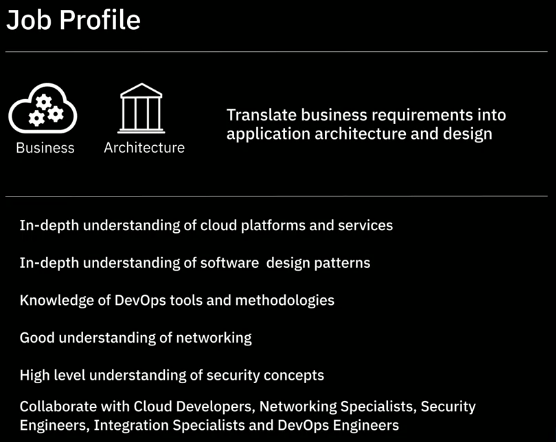 Job Profile
Business
Architecture
Translate business requirements into
application architecture and design
In-depth understanding of cloud platforms and services
In-depth understanding of software design patterns
Knowledge of DevOps tools and methodologies
Good understanding of networking
High level understanding of security concepts
Collaborate with Cloud Developers, Networking Specialists, Security
Engineers, Integration Specialists and DevOps Engineers